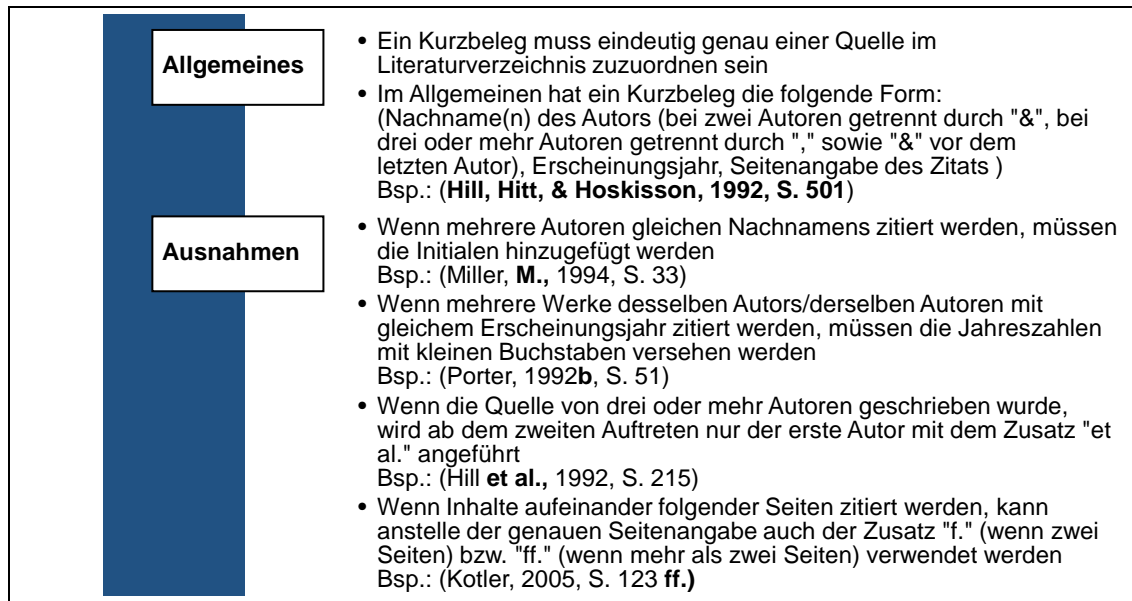 Allgemeines
• Ein Kurzbeleg muss eindeutig genau einer Quelle im
Literaturverzeichnis zuzuordnen sein
• Im Allgemeinen hat ein Kurzbeleg die folgende Form:
(Nachname(n) des Autors (bei zwei Autoren getrennt durch "&", bei
drei oder mehr Autoren getrennt durch "," sowie "&" vor dem
letzten Autor), Erscheinungsjahr, Seitenangabe des Zitats )
Bsp.: (Hill, Hitt, & Hoskisson, 1992, S. 501)
Ausnahmen
• Wenn mehrere Autoren gleichen Nachnamens zitiert werden, müssen
die Initialen hinzugefügt werden
Bsp.: (Miller, M., 1994, S. 33)
• Wenn mehrere Werke desselben Autors/derselben Autoren mit
gleichem Erscheinungsjahr zitiert werden, müssen die Jahreszahlen
mit kleinen Buchstaben versehen werden
Bsp.: (Porter, 1992b, S. 51)
• Wenn die Quelle von drei oder mehr Autoren geschrieben wurde,
wird ab dem zweiten Auftreten nur der erste Autor mit dem Zusatz "et
al." angeführt
Bsp.: (Hill et al., 1992, S. 215)
• Wenn Inhalte aufeinander folgender Seiten zitiert werden, kann
anstelle der genauen Seitenangabe auch der Zusatz "f." (wenn zwei
Seiten) bzw. "ff." (wenn mehr als zwei Seiten) verwendet werden
Bsp.: (Kotler, 2005, S. 123 ff.)